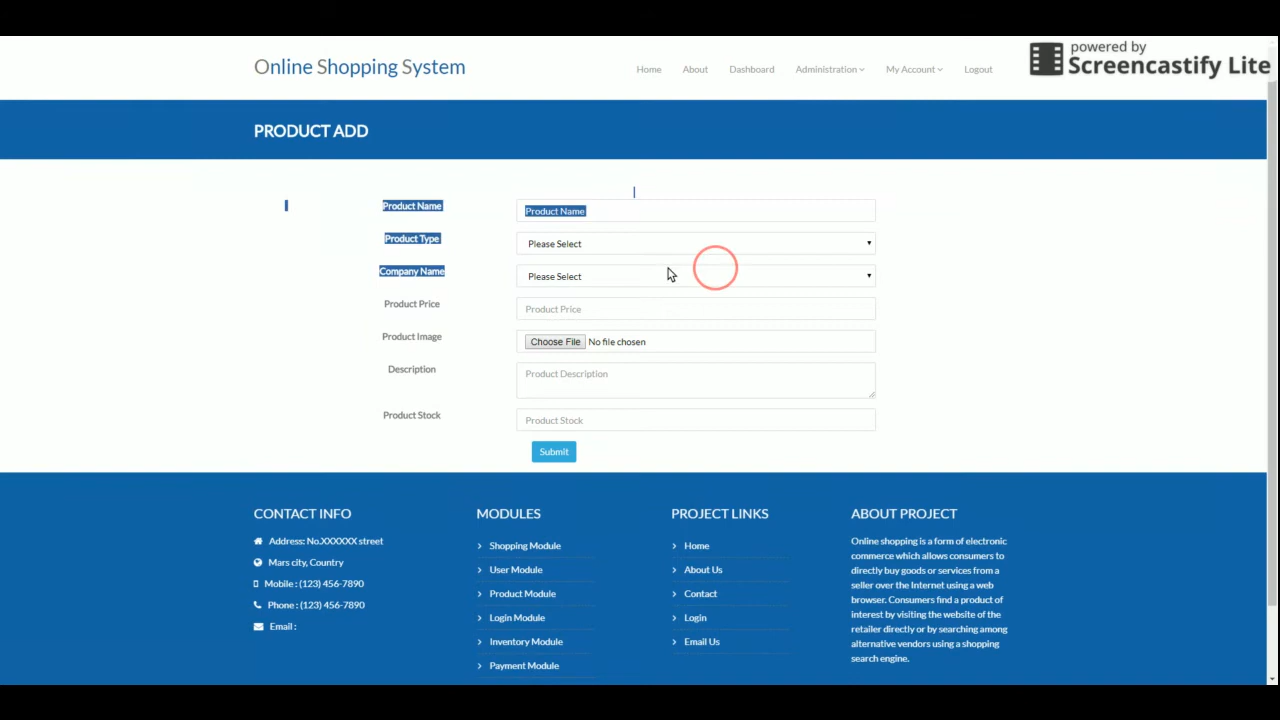 powered by
Screencastify Lite
Online Shopping System
Home About Dashboard Administration My Account Logout
PRODUCT ADD
Product Name Product Name
Product Type Please Select
Company Name Please Select
Product Price Product Price
Product Image Choose File No file chosen
Description Product Description
Product Stock Product Stock
Submit
CONTACT INFO
Address: No.XXXXXX street
Mars city, Country
Mobile : (123) 456-7890
Phone : (123) 456-7890
Email :
MODULES
Shopping Module
User Module
Product Module
Login Module
Inventory Module
Payment Module
PROJECT LINKS
Home
About Us
Contact
Login
Email Us
ABOUT PROJECT
Online shopping is a form of electronic
commerce which allows consumers to
directly buy goods or services from a
seller over the Internet using a web
browser. Consumers find a product of
interest by visiting the website of the
retailer directly or by searching among
alternative vendors using a shopping
search engine.